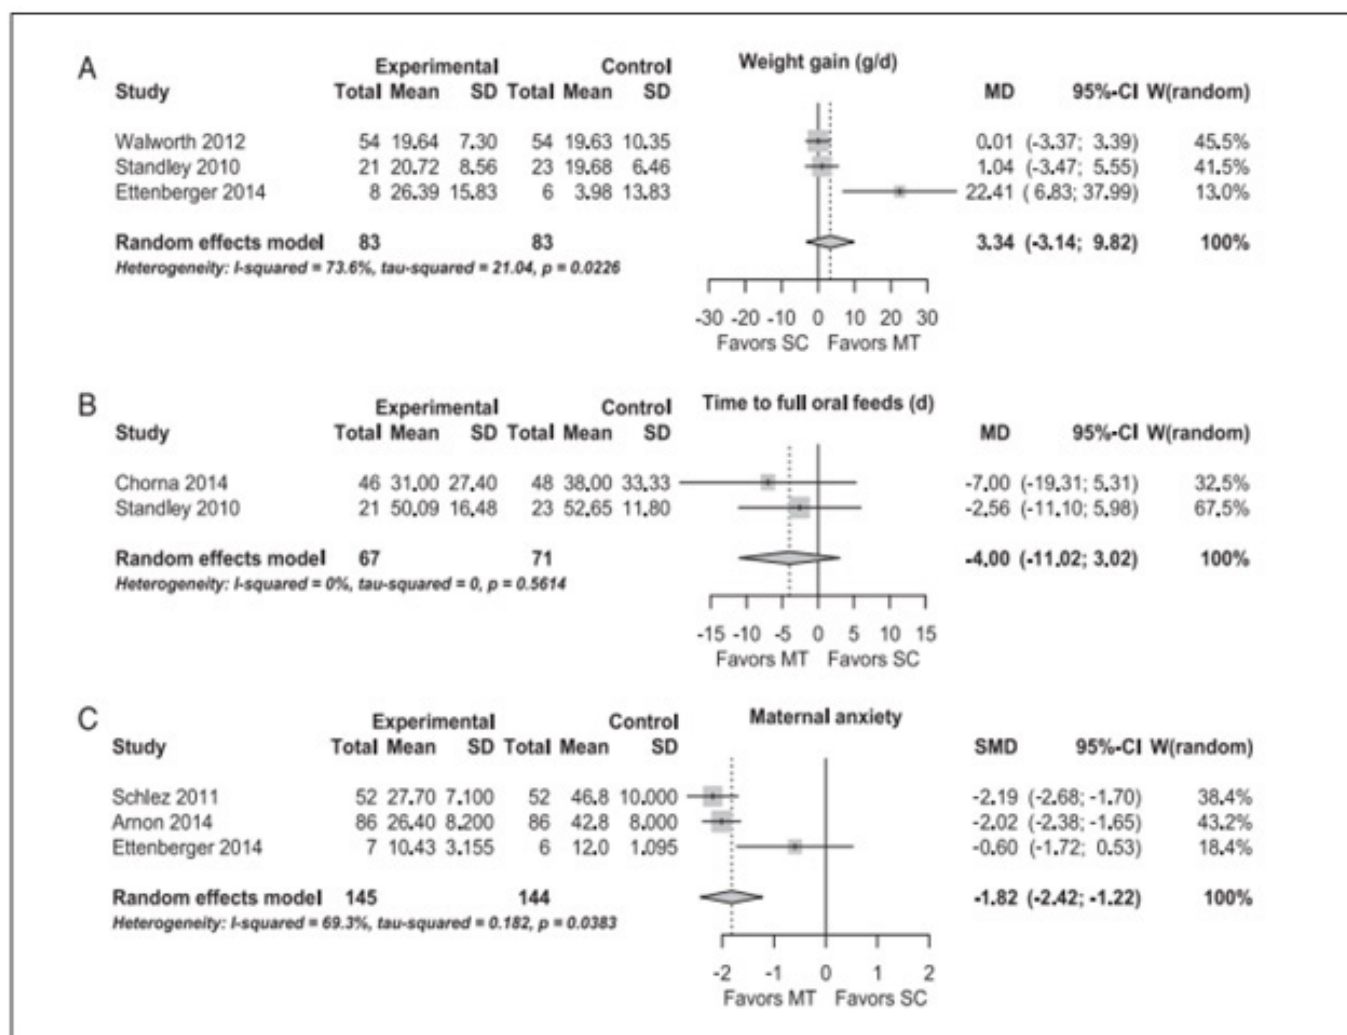 A
Experimental Control Weight gain (g/d)
Study Total Mean SD Total Mean SD MD 95%-CI W(random)
Walworth 2012 54 19.64 7.30 54 19.63 10.35 0.01 (-3.37; 3.39) 45.5%
Standley 2010 21 20.72 8.56 23 19.68 6.46 1.04 (-3.47; 5.55) 41.5%
Ettenberger 2014 8 26.39 15.83 6 3.98 13.83 22.41 ( 6.83; 37.99) 13.0%
Random effects model 83 83 3.34 (-3.14; 9.82) 100%
Heterogeneity: I-squared = 73.6%, tau-squared = 21.04, p = 0.0226
-30 -20 -10 0 10 20 30
Favors SC Favors MT
B
Experimental Control Time to full oral feeds (d)
Study Total Mean SD Total Mean SD MD 95%-CI W(random)
Chorna 2014 46 31.00 27.40 48 38.00 33.33 -7.00 (-19.31; 5.31) 32.5%
Standley 2010 21 50.09 16.48 23 52.65 11.80 -2.56 (-11.10; 5.98) 67.5%
Random effects model 67 71 -4.00 (-11.02; 3.02) 100%
Heterogeneity: I-squared = 0%, tau-squared = 0, p = 0.5614
-15 -10 -5 0 5 10 15
Favors MT Favors SC
C
Experimental Control Maternal anxiety
Study Total Mean SD Total Mean SD SMD 95%-CI W(random)
Schlez 2011 52 27.70 7.100 52 46.8 10.000 -2.19 (-2.68; -1.70) 38.4%
Arnon 2014 86 26.40 8.200 86 42.8 8.000 -2.02 (-2.38; -1.65) 43.2%
Ettenberger 2014 7 10.43 3.155 6 12.0 1.095 -0.60 (-1.72; 0.53) 18.4%
Random effects model 145 144 -1.82 (-2.42; -1.22) 100%
Heterogeneity: I-squared = 69.3%, tau-squared = 0.182, p = 0.0383
-2 -1 0 1 2
Favors MT Favors SC